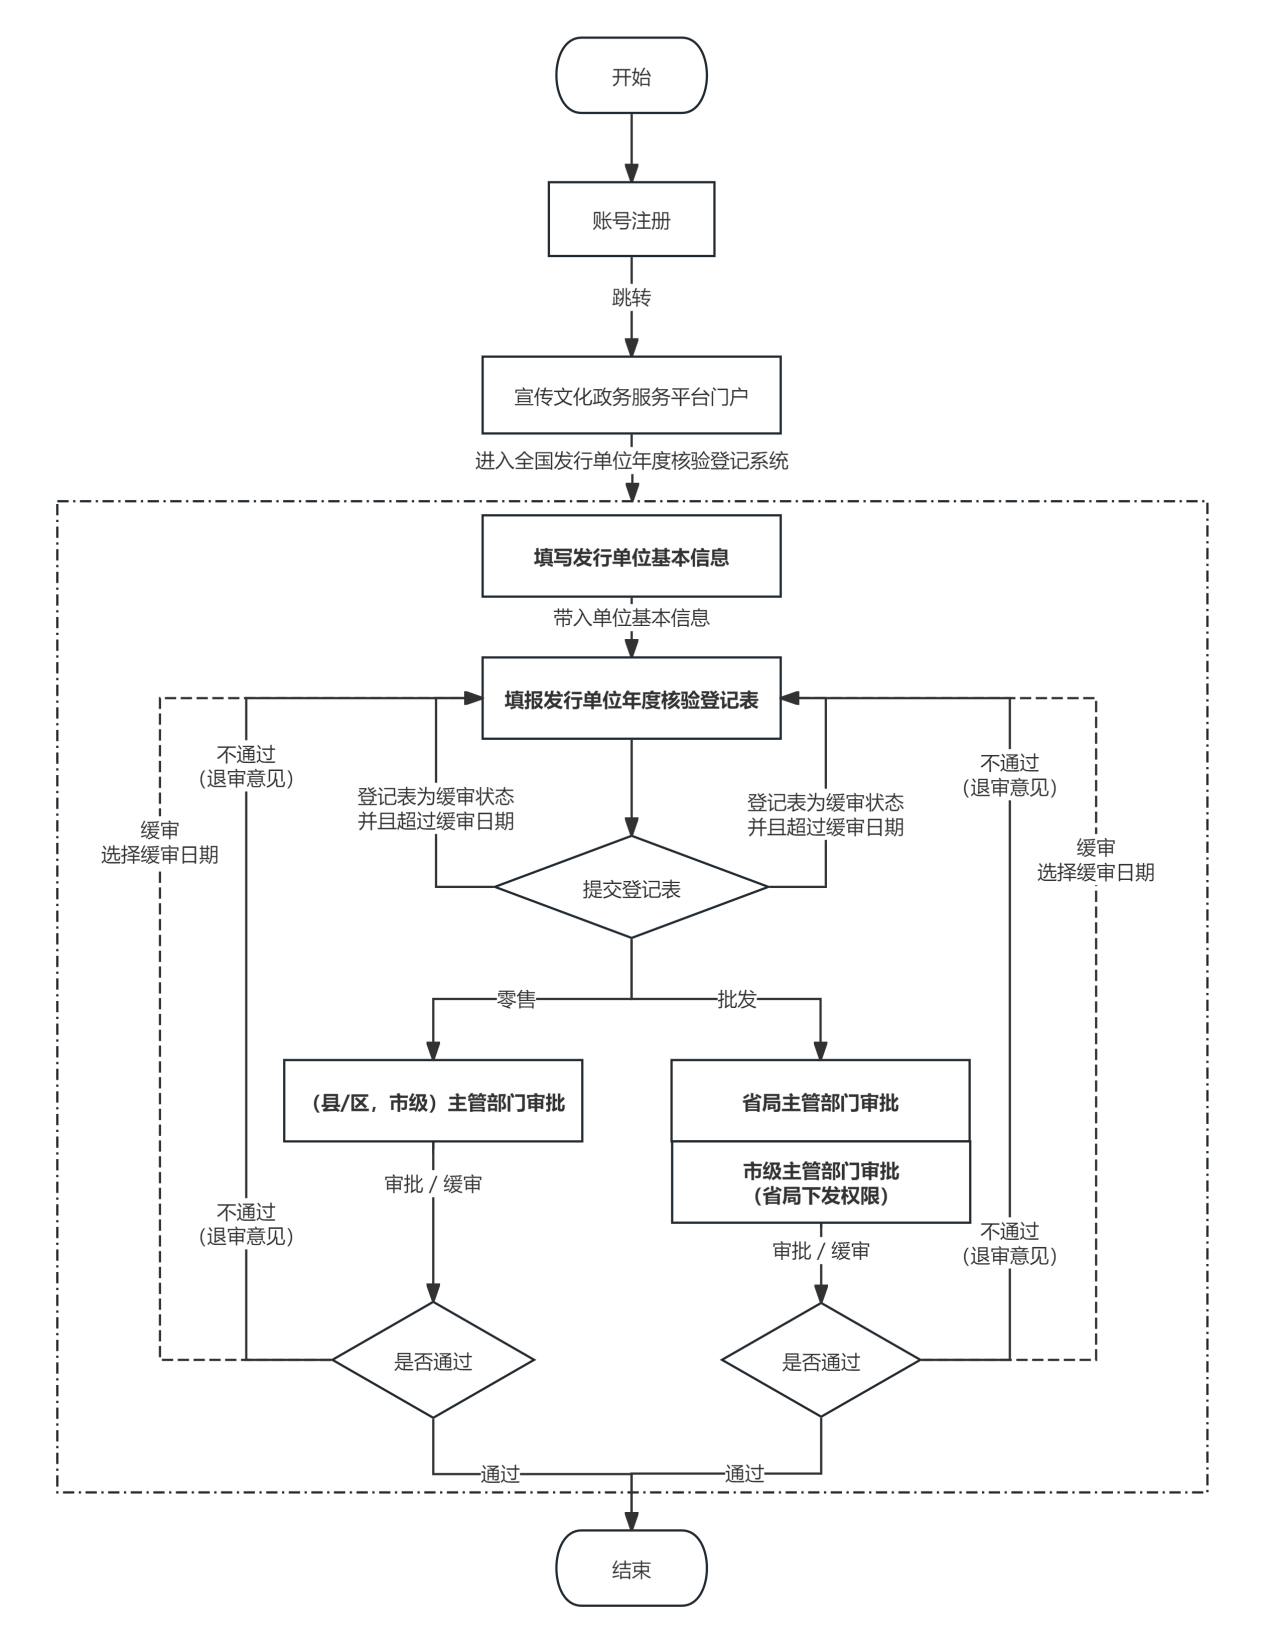 开始
账号注册
跳转
宣传文化政务服务平台门户
进入全国发行单位年度核验登记系统
填写发行单位基本信息
带入单位基本信息
填报发行单位年度核验登记表
不通过
（退审意见）
登记表为缓审状态
并且超过缓审日期
登记表为缓审状态
并且超过缓审日期
不通过
（退审意见）
缓审
选择缓审日期
缓审
选择缓审日期
提交登记表
零售
批发
（县/区，市级）主管部门审批
省局主管部门审批
市级主管部门审批
（省局下发权限）
审批 / 缓审
不通过
（退审意见）
审批 / 缓审
不通过
（退审意见）
是否通过
是否通过
通过
通过
结束